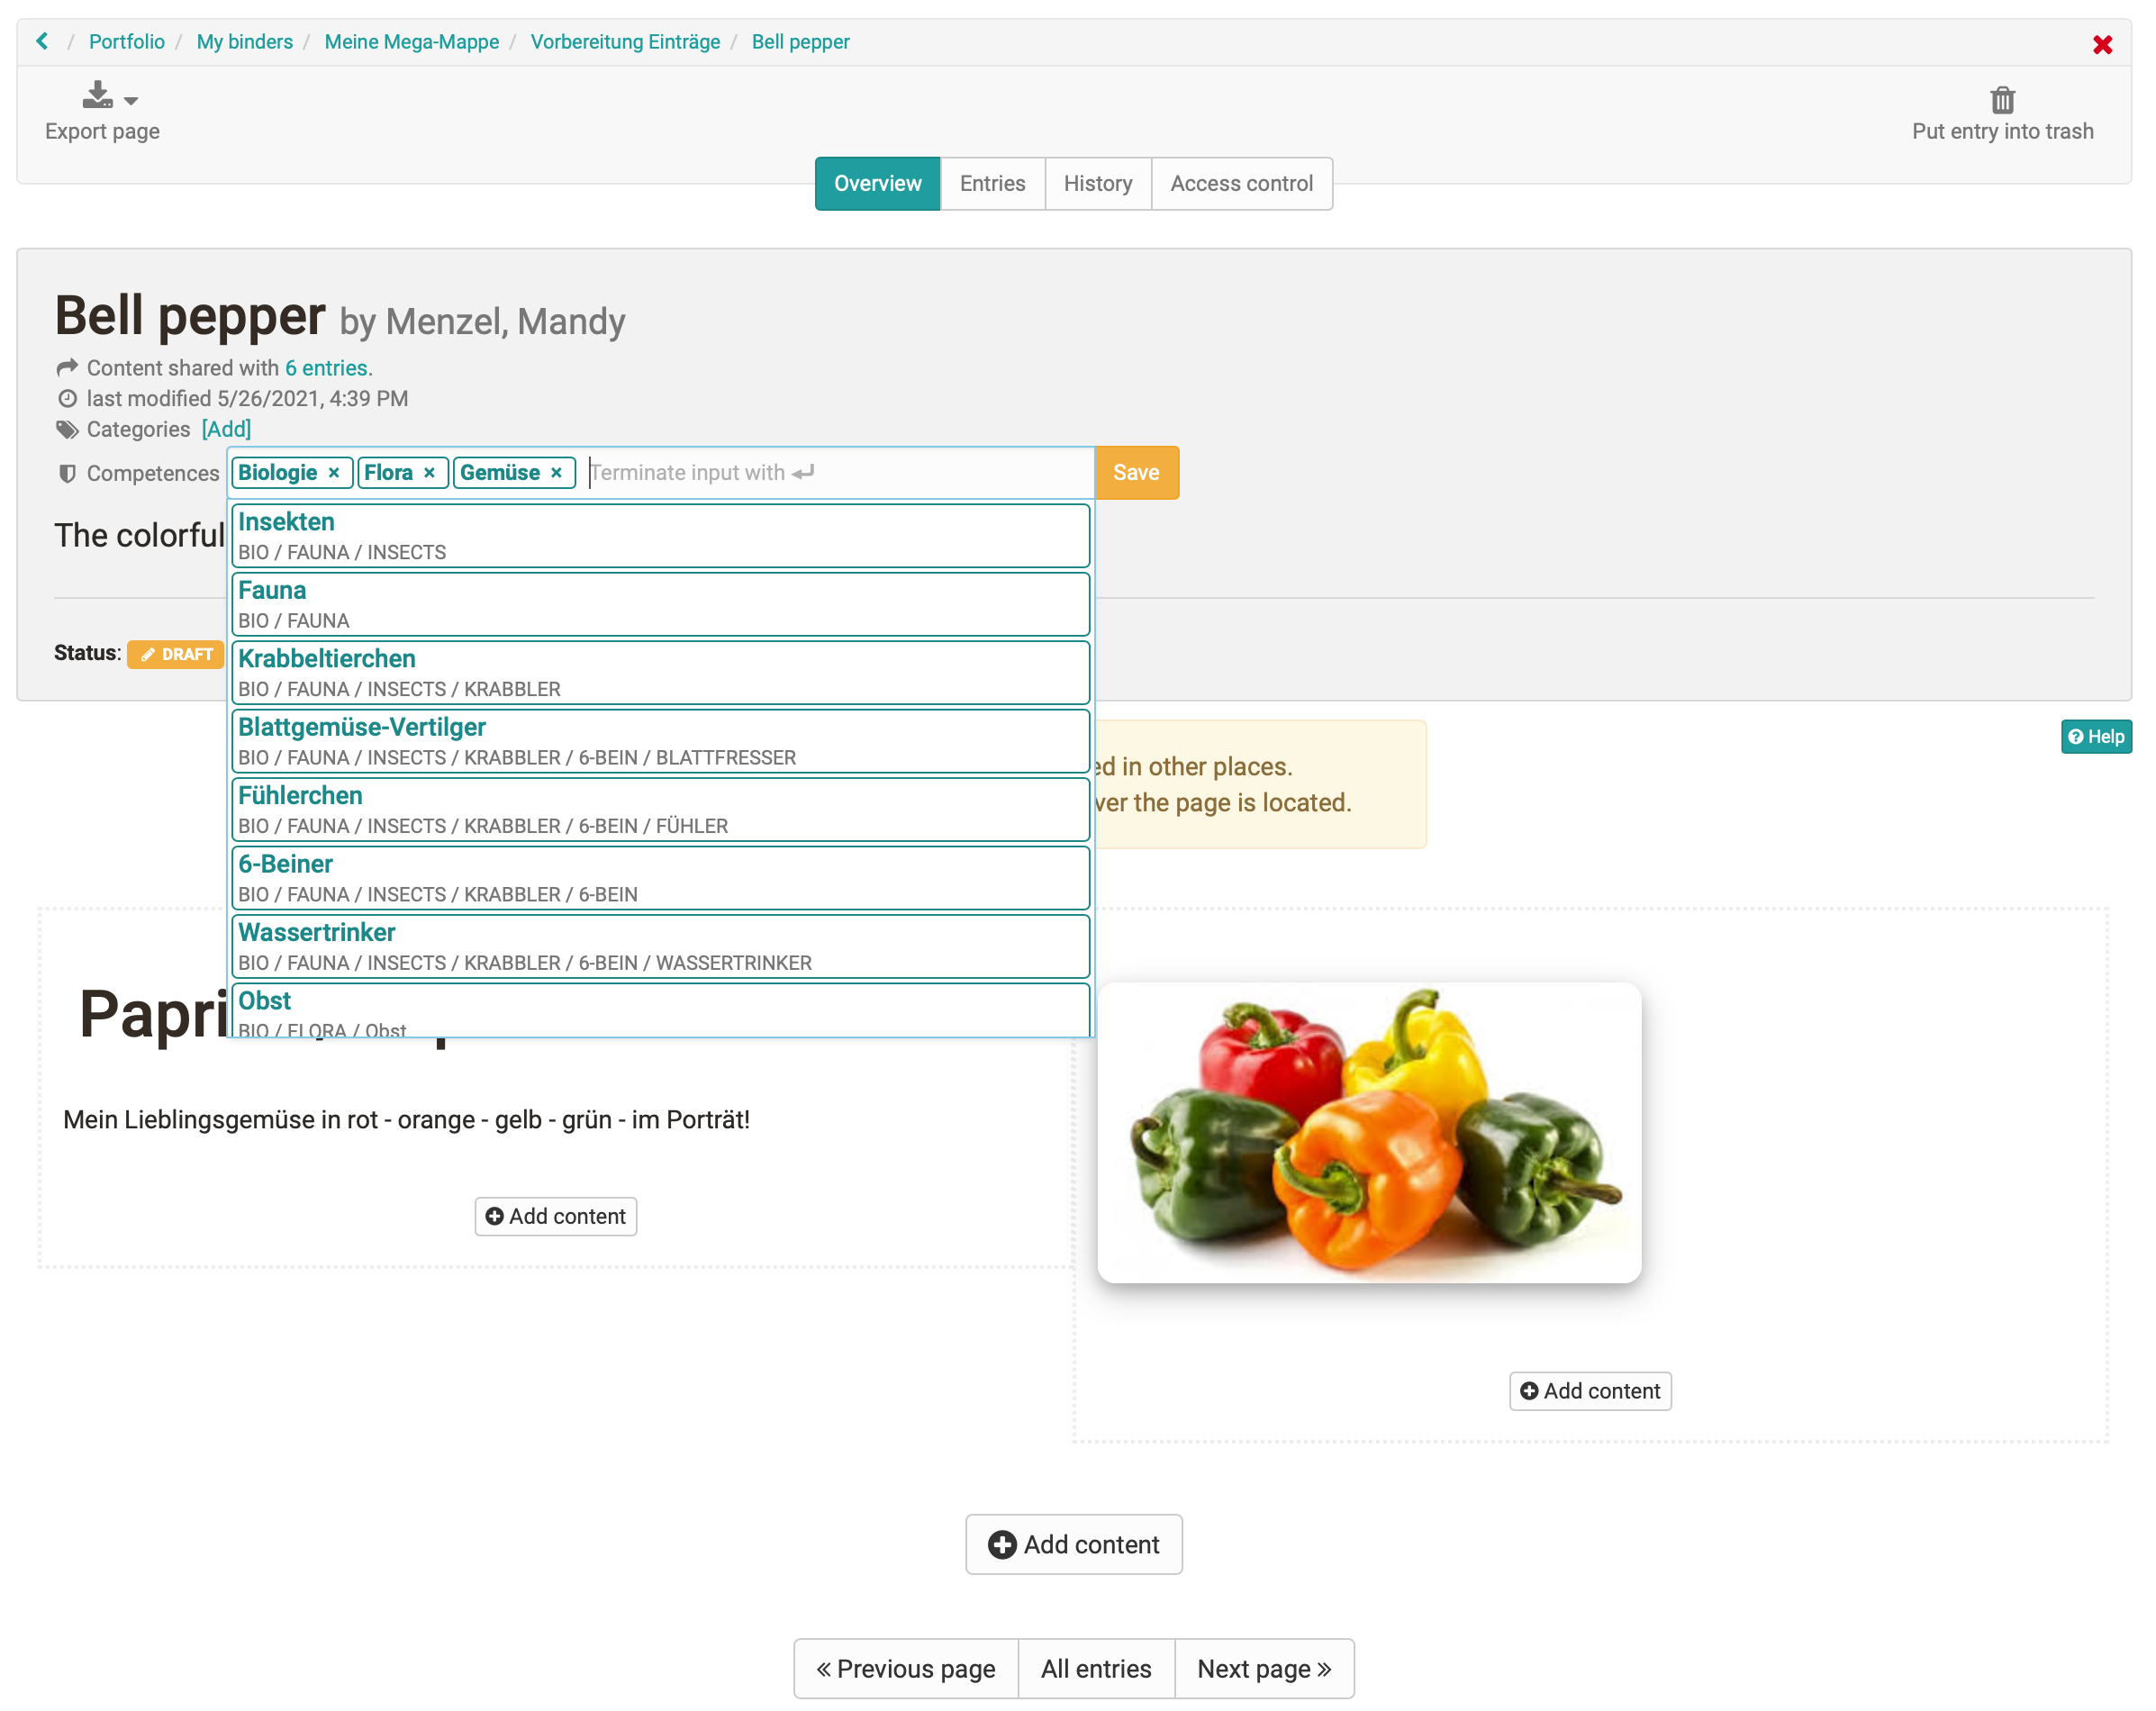 / Portfolio / My binders / Meine Mega-Mappe / Vorbereitung Einträge / Bell pepper
Export page
Put entry into trash
Overview Entries History Access control
Bell pepper by Menzel, Mandy
Content shared with 6 entries.
last modified 5/26/2021, 4:39 PM
Categories [Add]
Competences Biologie × Flora × Gemüse × Terminate input with Save
Insekten
BIO / FAUNA / INSECTS
The colorful
Fauna
BIO / FAUNA
Status: DRAFT
Krabbeltierchen
BIO / FAUNA / INSECTS / KRABBLER
Blattgemüse-Vertilger
BIO / FAUNA / INSECTS / KRABBLER / 6-BEIN / BLATTFRESSER
Help
in other places.
Fühlerchen
BIO / FAUNA / INSECTS / KRABBLER / 6-BEIN / FÜHLER
the page is located.
6-Beiner
BIO / FAUNA / INSECTS / KRABBLER / 6-BEIN
Wassertrinker
BIO / FAUNA / INSECTS / KRABBLER / 6-BEIN / WASSERTRINKER
Obst
BIO / FLORA / Obst
Papri
Mein Lieblingsgemüse in rot - orange - gelb - grün - im Porträt!
Add content
Add content
Add content
« Previous page All entries Next page »